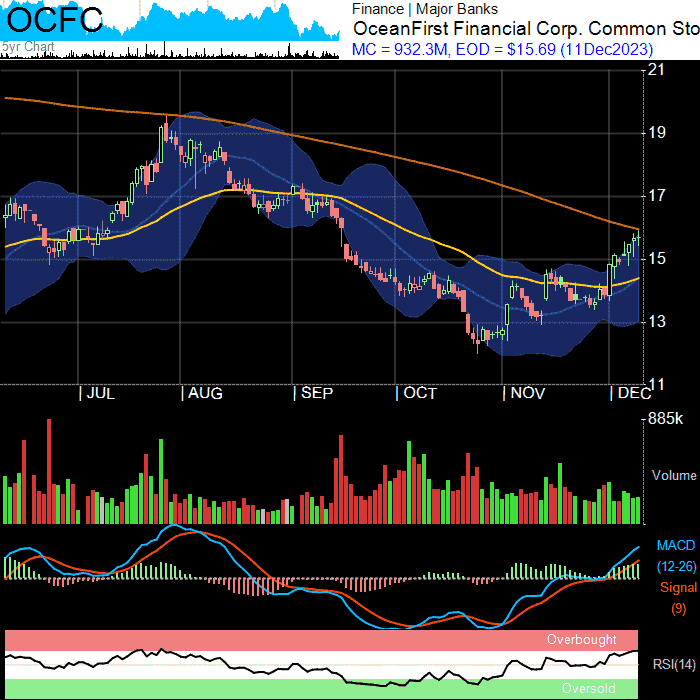 OCFC
5yr Chart
Finance | Major Banks
OceanFirst Financial Corp. Common Sto
MC = 932.3M, EOD = $15.69 (11Dec2023)
21
19
17
15
13
11
| JUL
| AUG
| SEP
| OCT
| NOV
| DEC
885k
Volume
MACD
(12-26)
Signal
(9)
Overbought
RSI(14)
Oversold